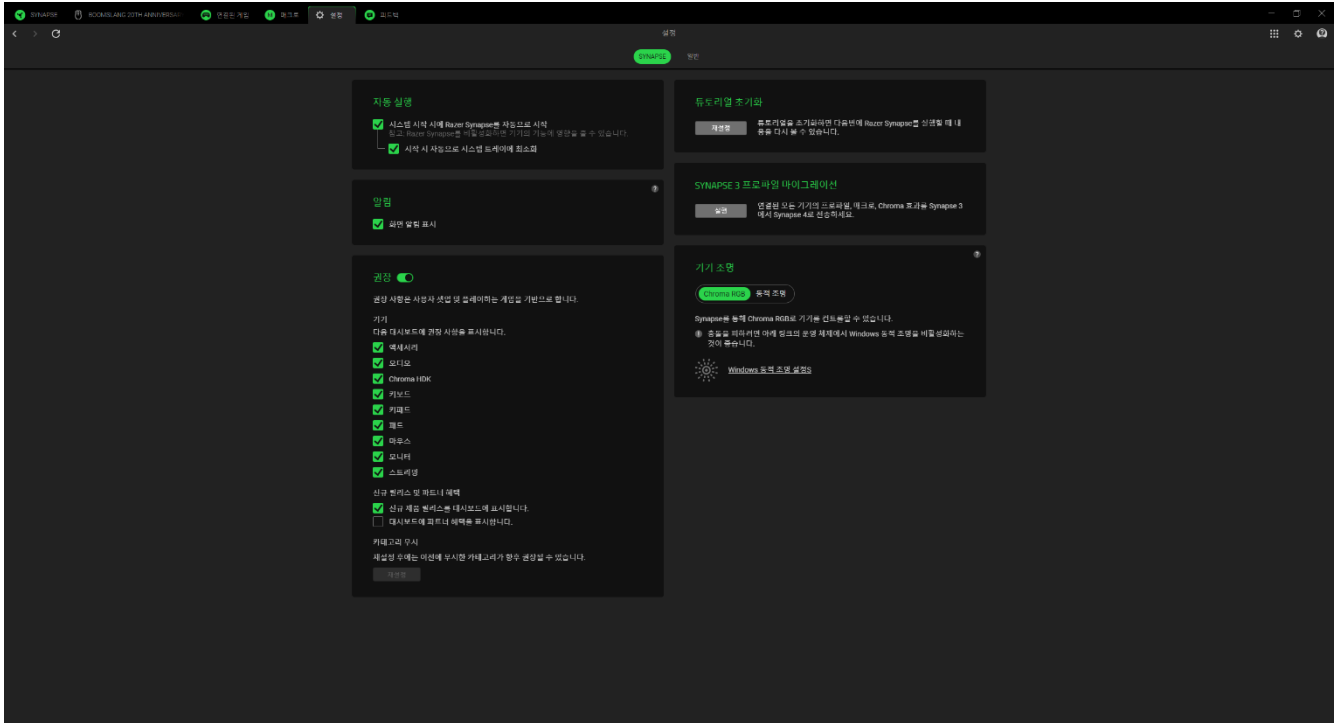 SYNAPSE BOOMSLANG 20TH ANNIVERSARY 연결된 게임 매크로 설정 피드백
설정
SYNAPSE 일반
자동 실행
시스템 시작 시에 Razer Synapse를 자동으로 시작
참고: Razer Synapse를 비활성화하면 기기의 기능에 영향을 줄 수 있습니다.
시작 시 자동으로 시스템 트레이에 최소화
알림
화면 알림 표시
권장
권장 사항은 사용자 셋업 및 플레이하는 게임을 기반으로 합니다.
기기
다음 대시보드에 권장 사항을 표시합니다.
액세서리
오디오
Chroma HDK
키보드
키패드
패드
마우스
모니터
스트리밍
신규 릴리스 및 파트너 혜택
신규 제품 릴리스를 대시보드에 표시합니다.
대시보드에 파트너 혜택을 표시합니다.
카테고리 무시
재설정 후에는 이전에 무시한 카테고리가 향후 권장될 수 있습니다.
재설정
튜토리얼 초기화
재설정
튜토리얼을 초기화하면 다음번에 Razer Synapse를 실행할 때 내
용을 다시 볼 수 있습니다.
SYNAPSE 3 프로파일 마이그레이션
실행
연결된 모든 기기의 프로파일, 매크로, Chroma 효과를 Synapse 3
에서 Synapse 4로 전송하세요.
기기 조명
Chroma RGB 동적 조명
Synapse를 통해 Chroma RGB로 기기를 컨트롤할 수 있습니다.
충돌을 피하려면 아래 링크의 운영 체제에서 Windows 동적 조명을 비활성화하는
것이 좋습니다.
Windows 동적 조명 설정S